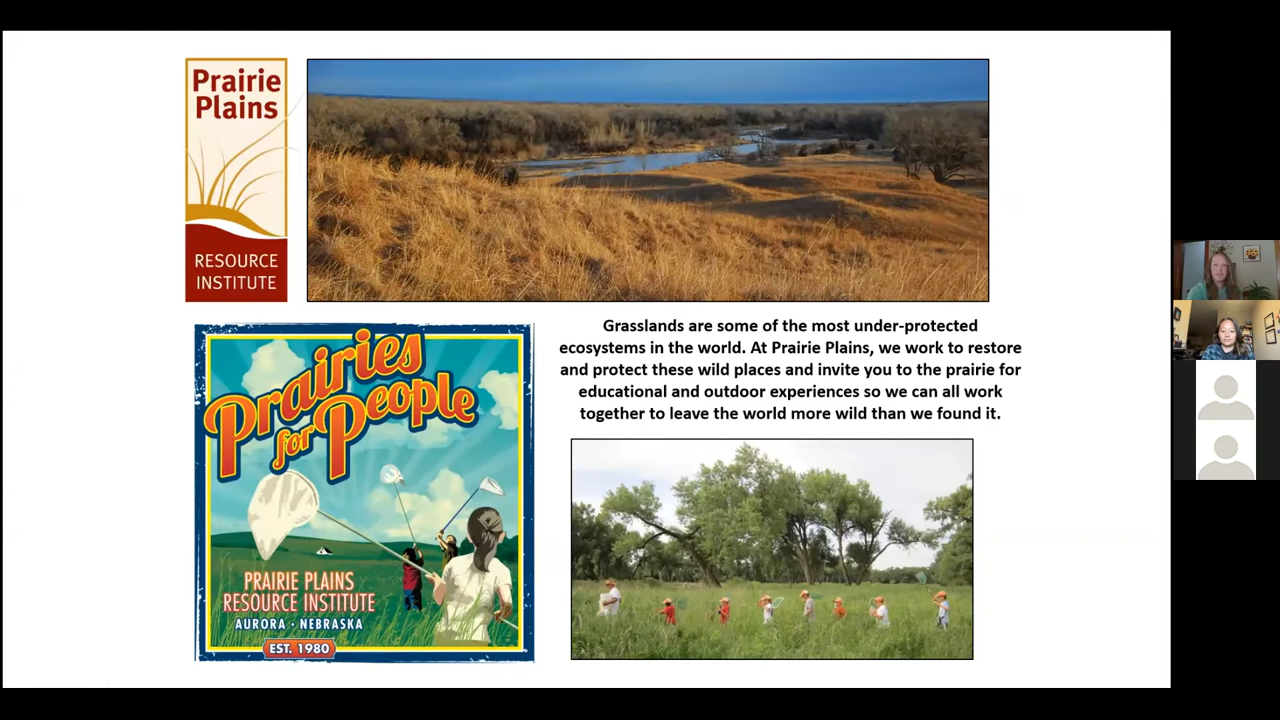 Prairie
Plains
RESOURCE
INSTITUTE
Prairies
for People
PRAIRIE PLAINS
RESOURCE INSTITUTE
AURORA • NEBRASKA
EST. 1980
Grasslands are some of the most under-protected
ecosystems in the world. At Prairie Plains, we work to restore
and protect these wild places and invite you to the prairie for
educational and outdoor experiences so we can all work
together to leave the world more wild than we found it.